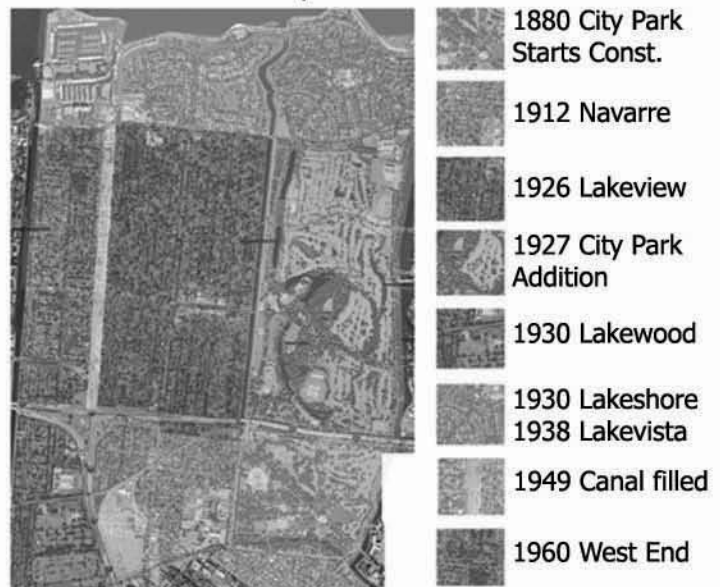 1880 City Park
Starts Const.
1912 Navarre
1926 Lakeview
1927 City Park
Addition
1930 Lakewood
1930 Lakeshore
1938 Lakevista
1949 Canal filled
1960 West End